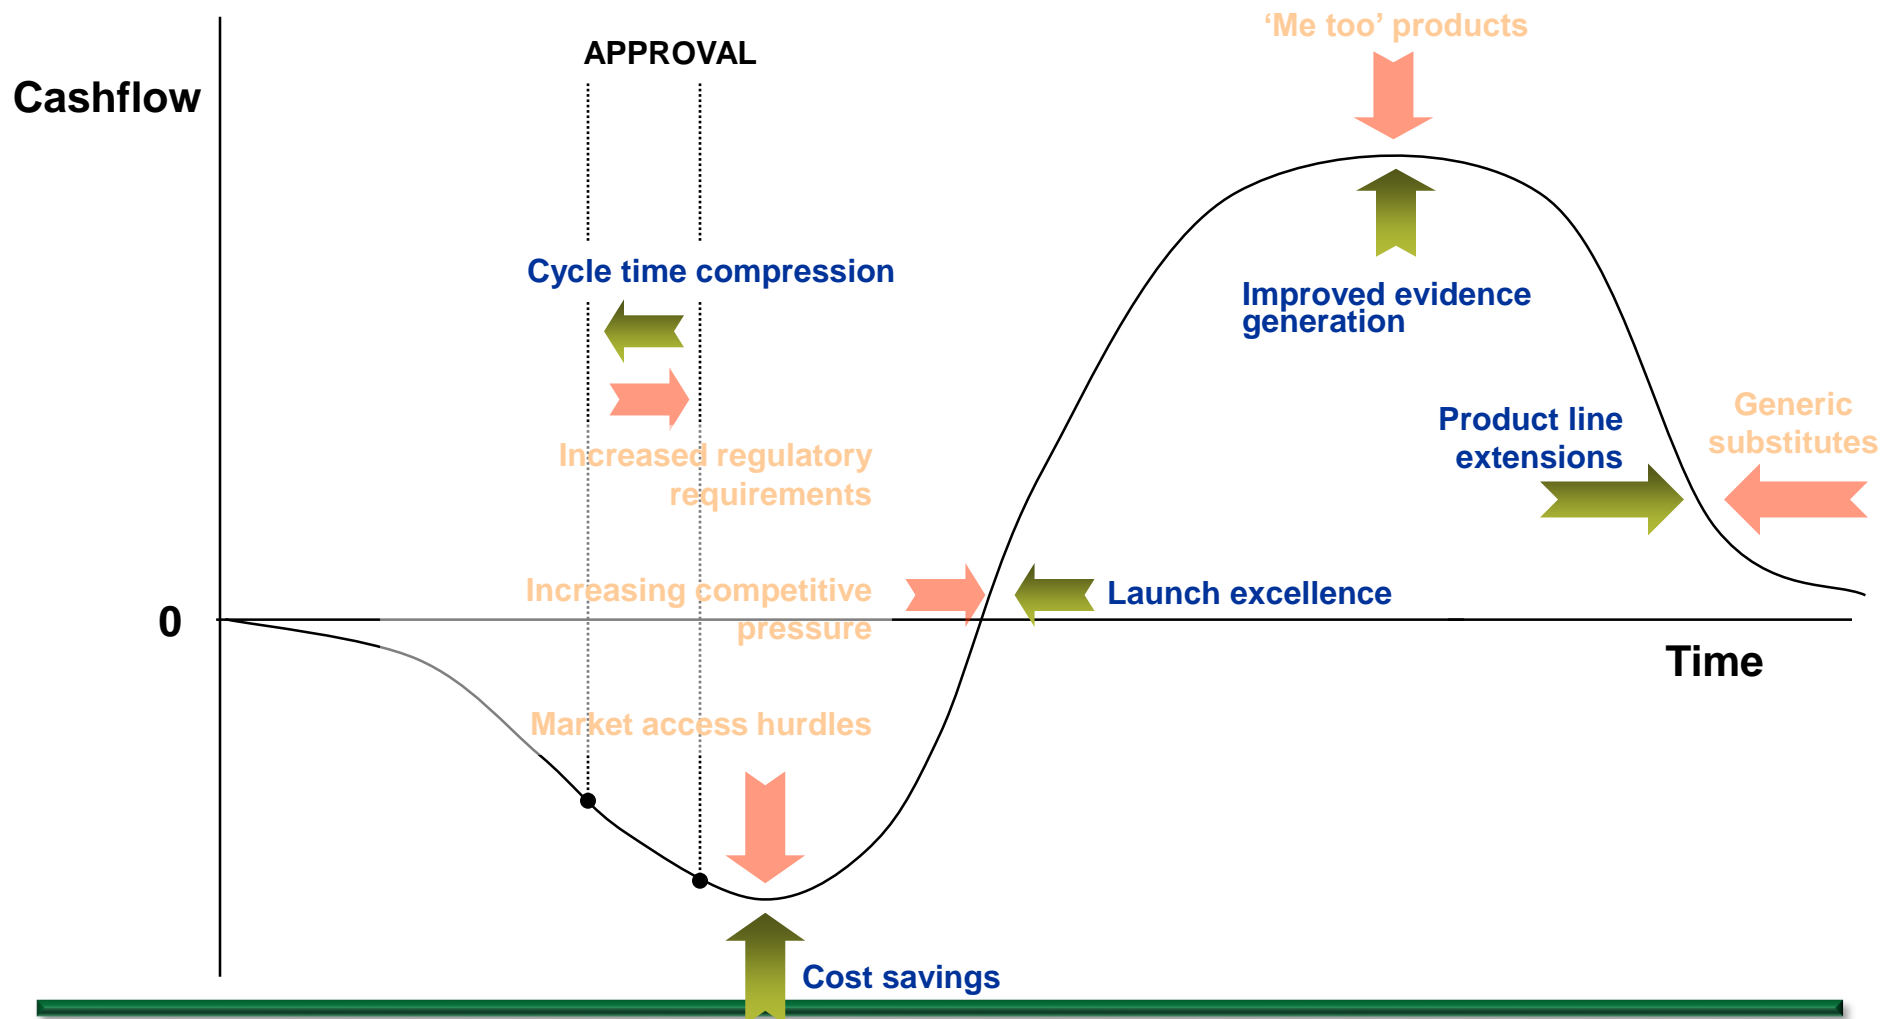 ‘Me too’ products
APPROVAL
Cashflow
Cycle time compression
Improved evidence
generation
Increased regulatory
requirements
Product line
extensions
Generic
substitutes
Increasing competitive
pressure
Launch excellence
0
Time
Market access hurdles
Cost savings